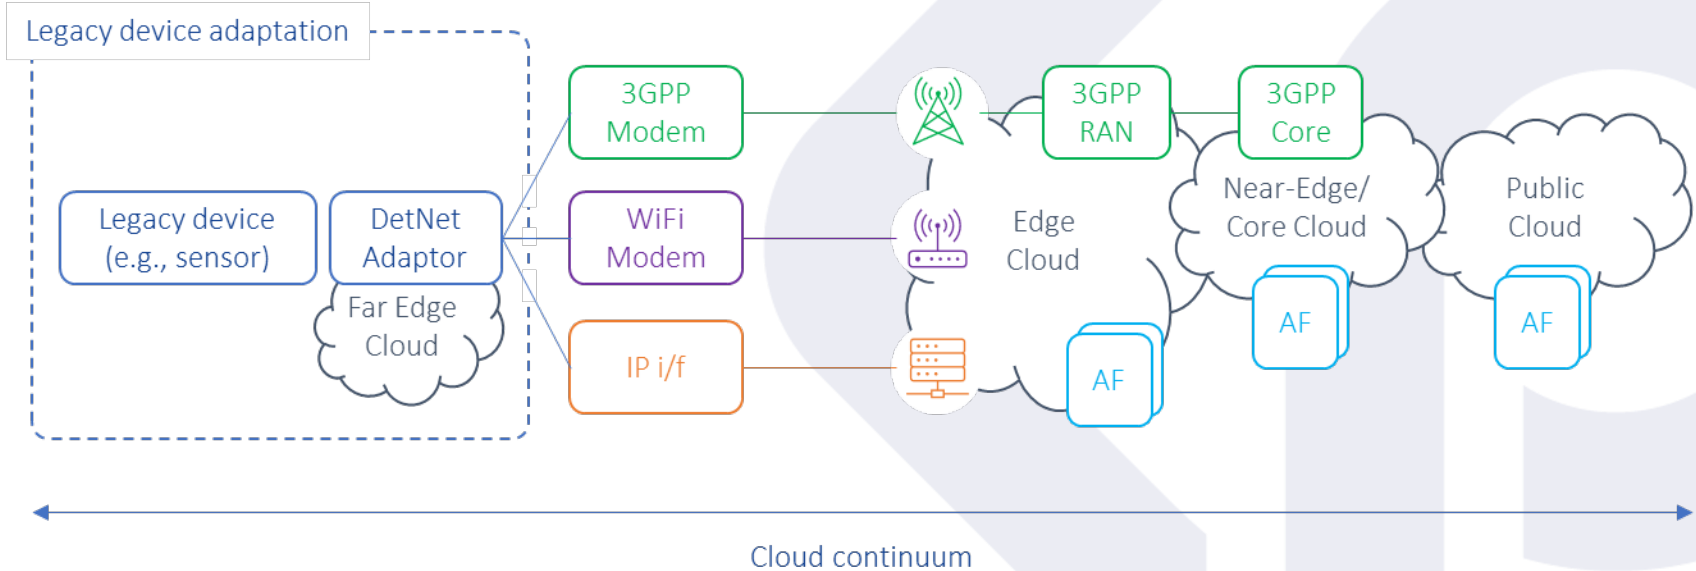 Legacy device adaptation
Legacy device
(e.g., sensor)
DetNet
Adaptor
Far Edge
Cloud
3GPP
Modem
WiFi
Modem
IP i/f
3GPP
RAN
3GPP
Core
Edge
Cloud
Near-Edge/
Core Cloud
Public
Cloud
AF
AF
AF
Cloud continuum